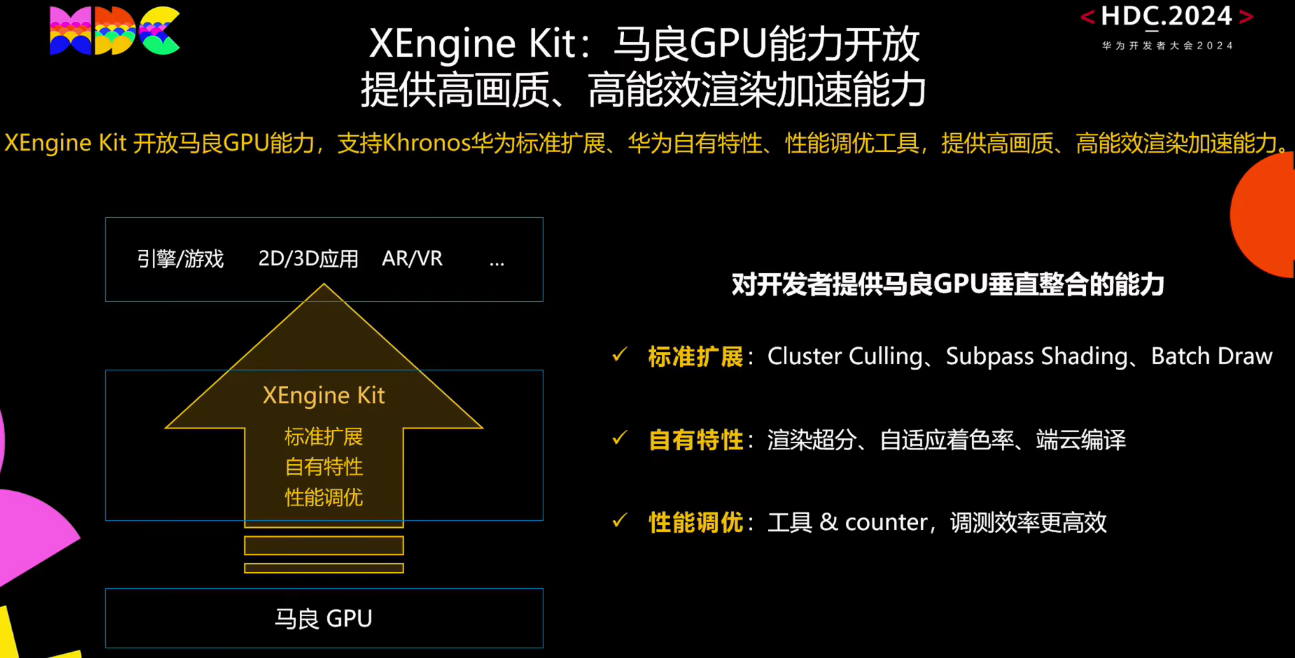 HDC
<HDC.2024>
华为开发者大会2024
XEngine Kit：马良GPU能力开放
提供高画质、高能效渲染加速能力
XEngine Kit 开放马良GPU能力，支持Khronos华为标准扩展、华为自有特性、性能调优工具，提供高画质、高能效渲染加速能力。
引擎/游戏 2D/3D应用 AR/VR ...
XEngine Kit
标准扩展
自有特性
性能调优
马良 GPU
对开发者提供马良GPU垂直整合的能力
✓ 标准扩展：Cluster Culling、Subpass Shading、Batch Draw
✓ 自有特性：渲染超分、自适应着色率、端云编译
✓ 性能调优：工具 & counter，调测效率更高效